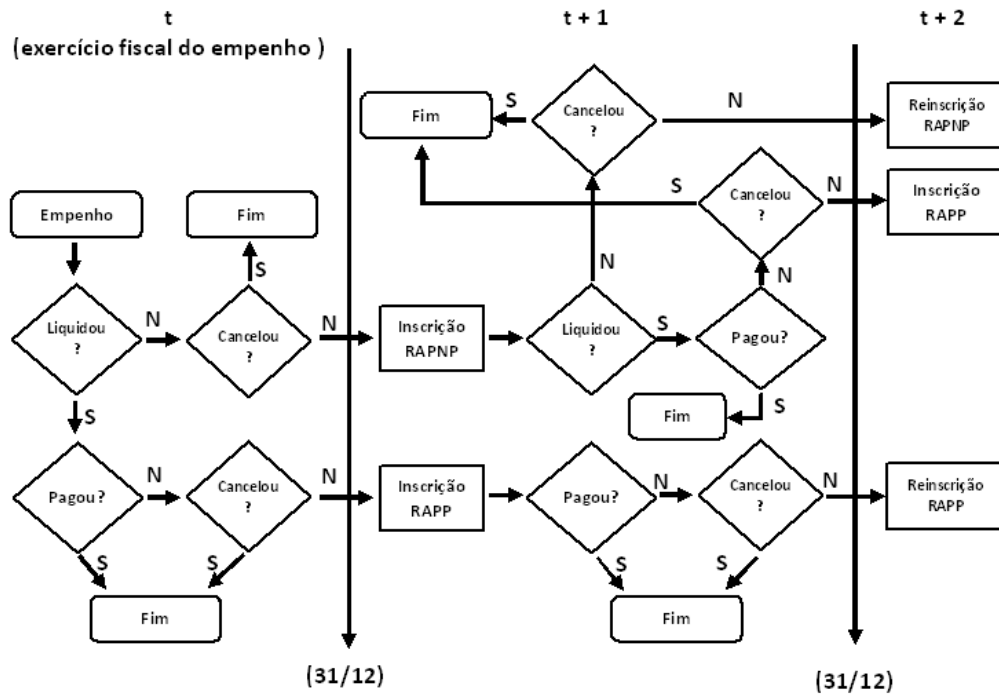 t
(exercício fiscal do empenho )
t + 1
t + 2
Fim
S
Cancelou
?
N
Reinscrição
RAPNP
S
Cancelou
?
N
Inscrição
RAPP
Empenho
Fim
S
N
N
Liquidou
?
N
Cancelou
?
N
Inscrição
RAPNP
Liquidou
?
S
Pagou?
S
Fim
S
Pagou?
N
Cancelou
?
N
Inscrição
RAPP
Pagou?
N
Cancelou
?
N
Reinscrição
RAPP
S
S
S
S
Fim
Fim
(31/12)
(31/12)